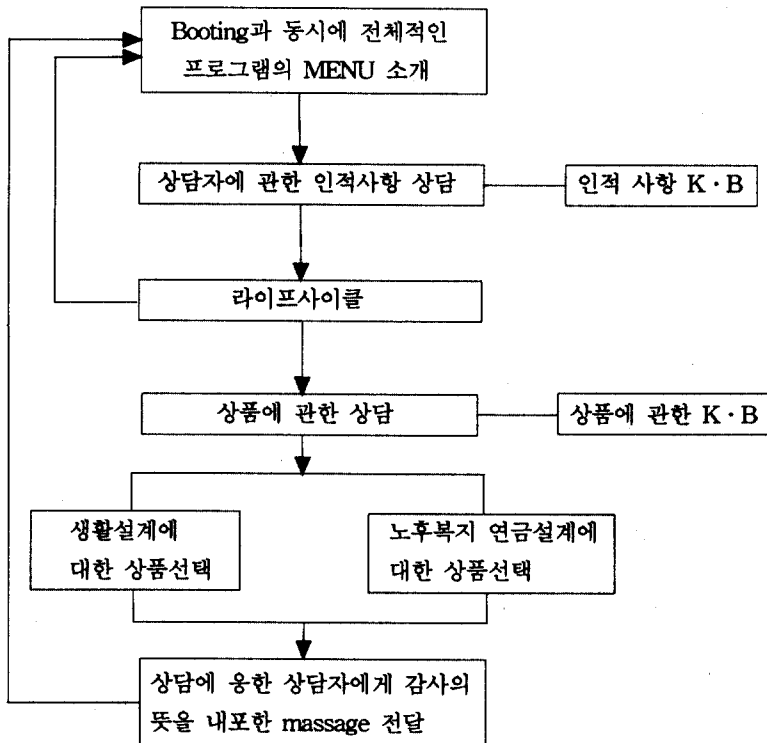 Booting과 동시에 전체적인
프로그램의 MENU 소개
상담자에 관한 인적사항 상담
인적 사항 K·B
라이프사이클
상품에 관한 상담
상품에 관한 K·B
생활설계에
대한 상품선택
노후복지 연금설계에
대한 상품선택
상담에 응한 상담자에게 감사의
뜻을 내포한 massage 전달